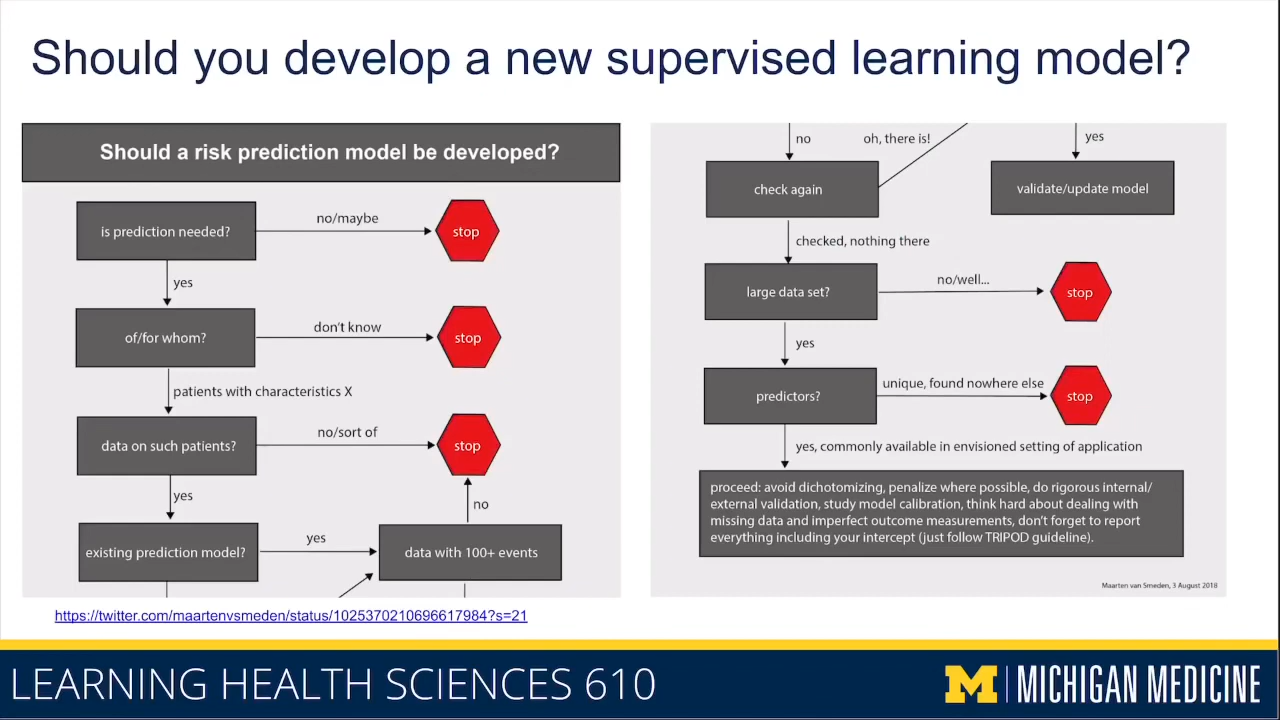 Should you develop a new supervised learning model?
Should a risk prediction model be developed?
is prediction needed?
no/maybe
stop
yes
of/for whom?
don't know
stop
patients with characteristics X
data on such patients?
no/sort of
stop
yes
no
existing prediction model?
yes
data with 100+ events
no
oh, there is!
yes
check again
validate/update model
checked, nothing there
large data set?
no/well...
stop
yes
predictors?
unique, found nowhere else
stop
yes, commonly available in envisioned setting of application
proceed: avoid dichotomizing, penalize where possible, do rigorous internal/
external validation, study model calibration, think hard about dealing with
missing data and imperfect outcome measurements, don't forget to report
everything including your intercept (just follow TRIPOD guideline).
Maarten van Smeden, 3 August 2018
https://twitter.com/maartenvsmeden/status/1025370210696617984?s=21
LEARNING HEALTH SCIENCES 610
M MICHIGAN MEDICINE